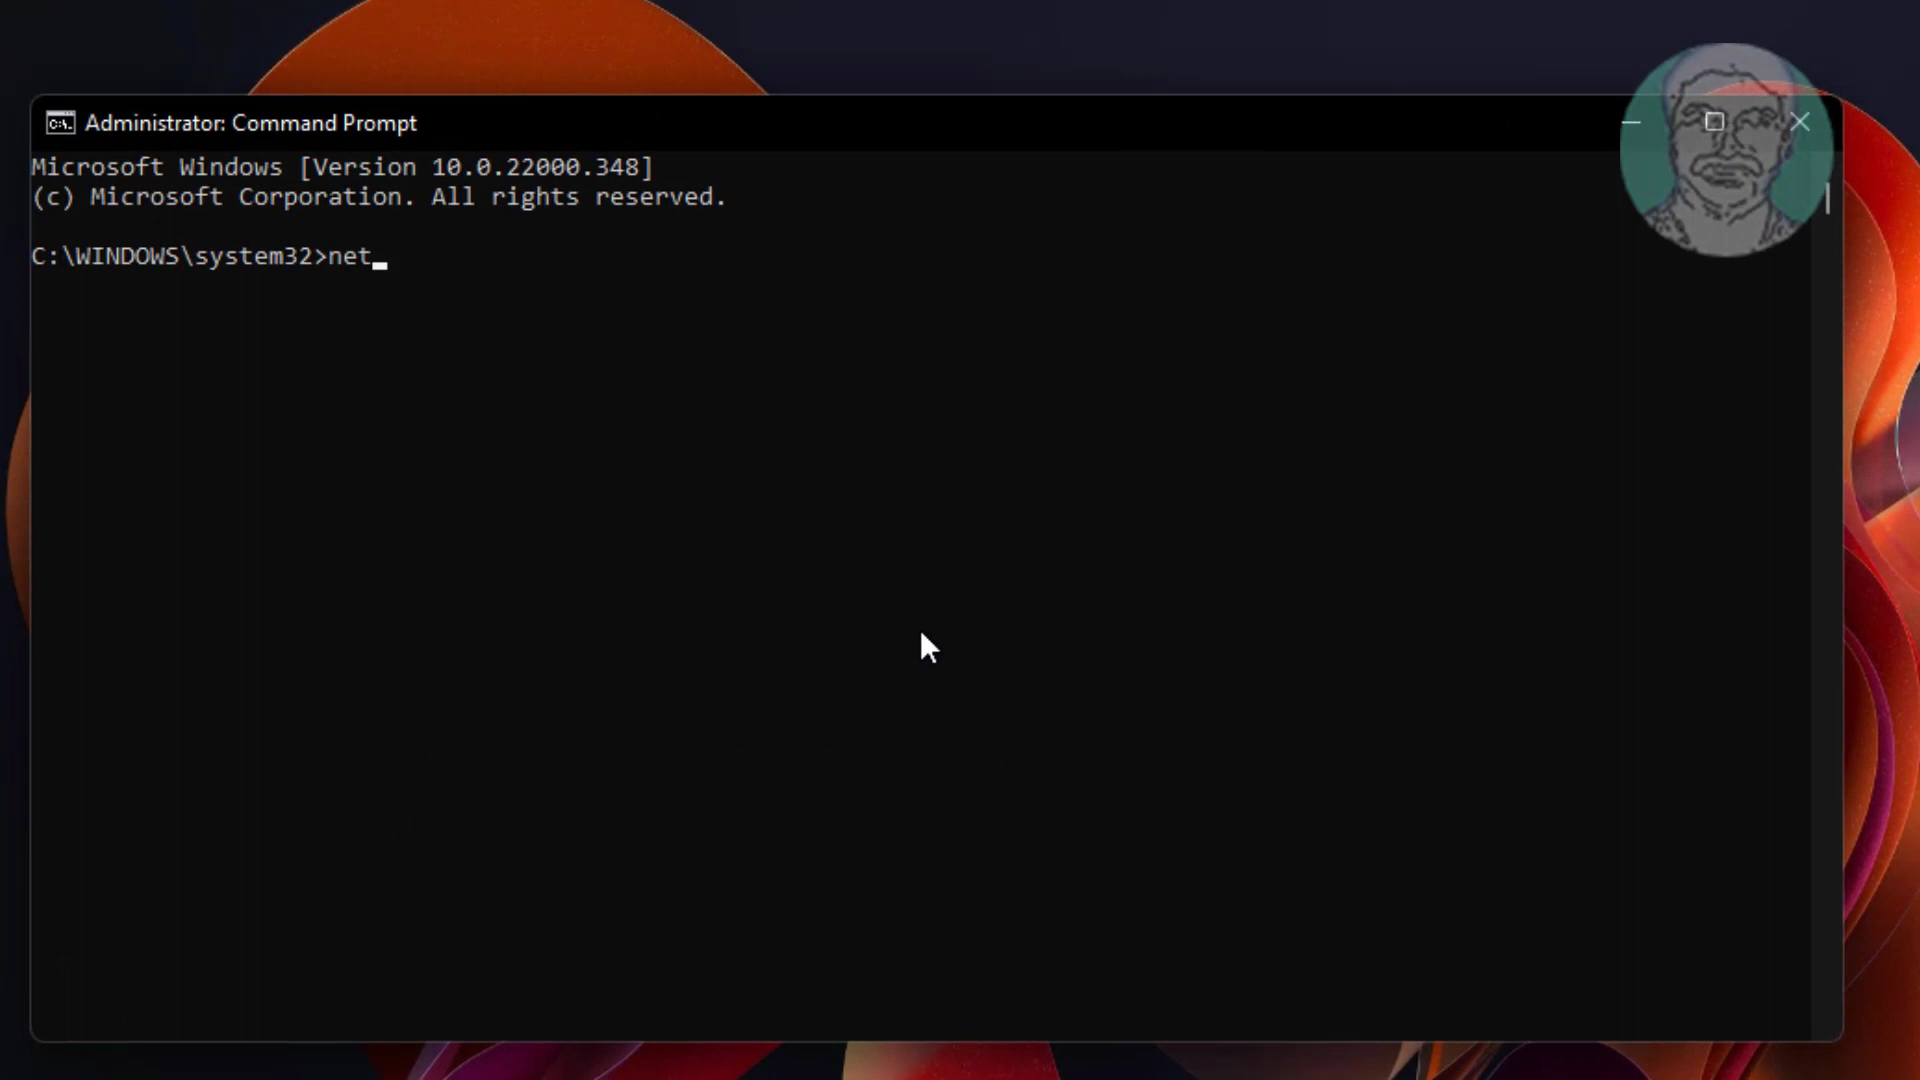 Administrator: Command Prompt
Microsoft Windows [Version 10.0.22000.348]
(c) Microsoft Corporation. All rights reserved.
C:\WINDOWS\system32>net